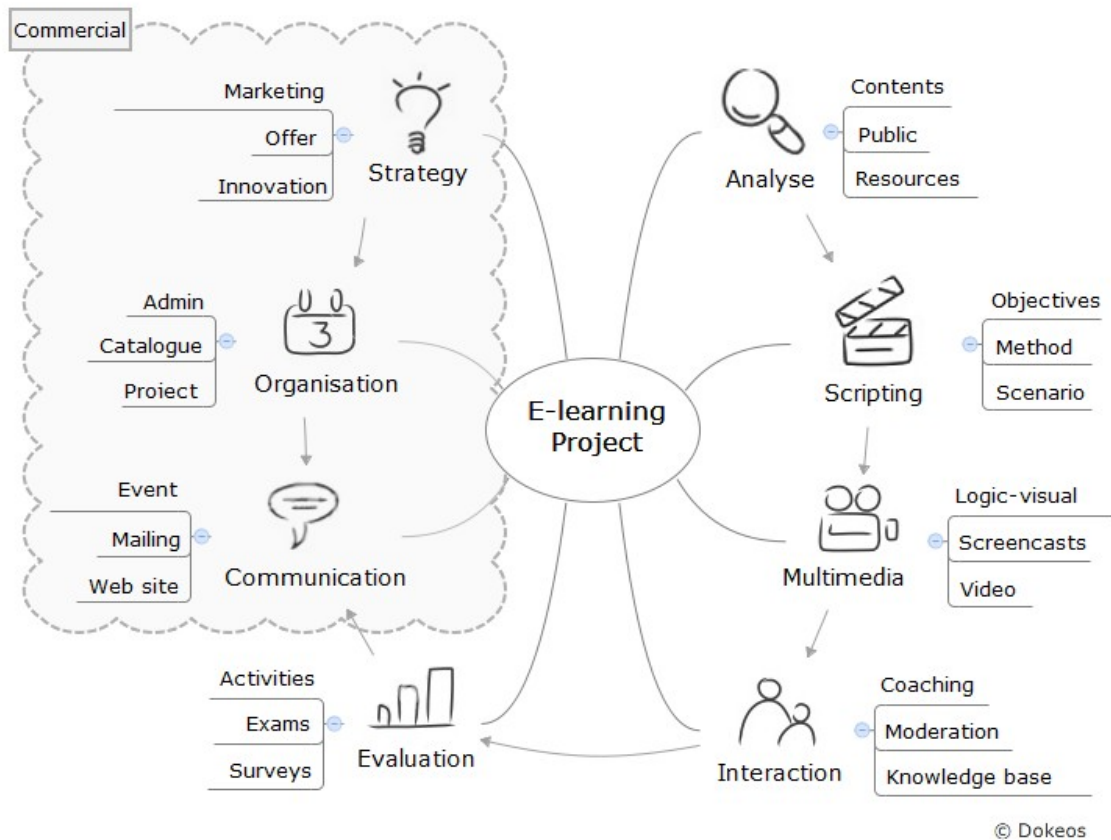 Commercial
Marketing
Offer
Innovation
Strategy
Admin
Catalogue
Proiect
Organisation
Event
Mailing
Web site
Communication
Activities
Exams
Surveys
Evaluation
E-learning
Project
Contents
Public
Resources
Analyse
Objectives
Method
Scenario
Scripting
Logic-visual
Screencasts
Video
Multimedia
Coaching
Moderation
Knowledge base
Interaction
3
© Dokeos